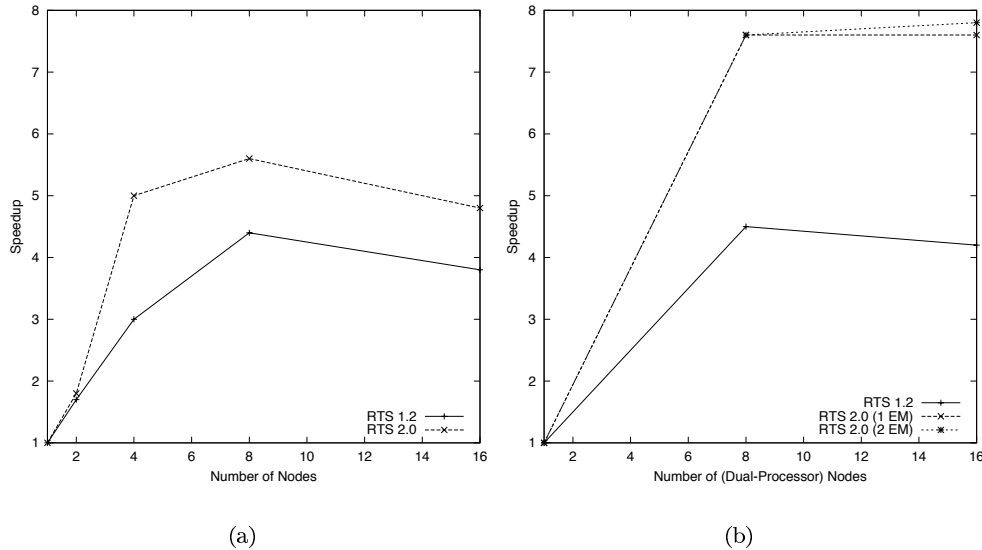 8
7
6
5
4
3
2
1
Speedup
2 4 6 8 10 12 14 16
Number of Nodes
RTS 1.2
RTS 2.0
(a)
8
7
6
5
4
3
2
1
Speedup
2 4 6 8 10 12 14 16
Number of (Dual-Processor) Nodes
RTS 1.2
RTS 2.0 (1 EM)
RTS 2.0 (2 EM)
(b)